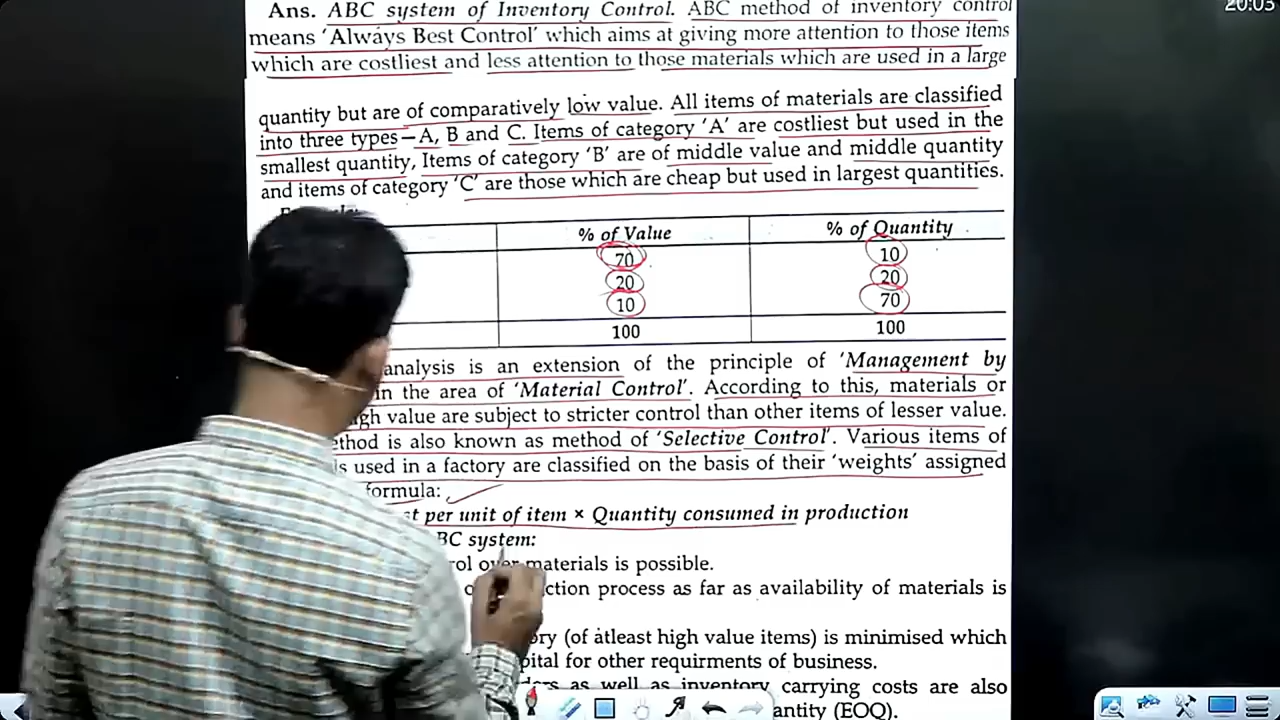 20:03
Ans. ABC system of Inventory Control. ABC method of inventory control
means 'Always Best Control' which aims at giving more attention to those items
which are costliest and less attention to those materials which are used in a large
quantity but are of comparatively low value. All items of materials are classified
into three types—A, B and C. Items of category 'A' are costliest but used in the
smallest quantity, Items of category 'B' are of middle value and middle quantity
and items of category 'C' are those which are cheap but used in largest quantities.
% of Value % of Quantity
70 10
20 20
10 70
100 100
analysis is an extension of the principle of 'Management by
in the area of 'Material Control'. According to this, materials or
value are subject to stricter control than other items of lesser value.
is also known as method of 'Selective Control'. Various items of
used in a factory are classified on the basis of their 'weights' assigned
formula:
per unit of item × Quantity consumed in production
system:
over materials is possible.
process as far as availability of materials is
(of atleast high value items) is minimised which
for other requirments of business.
as well as inventory carrying costs are also
(EOQ).